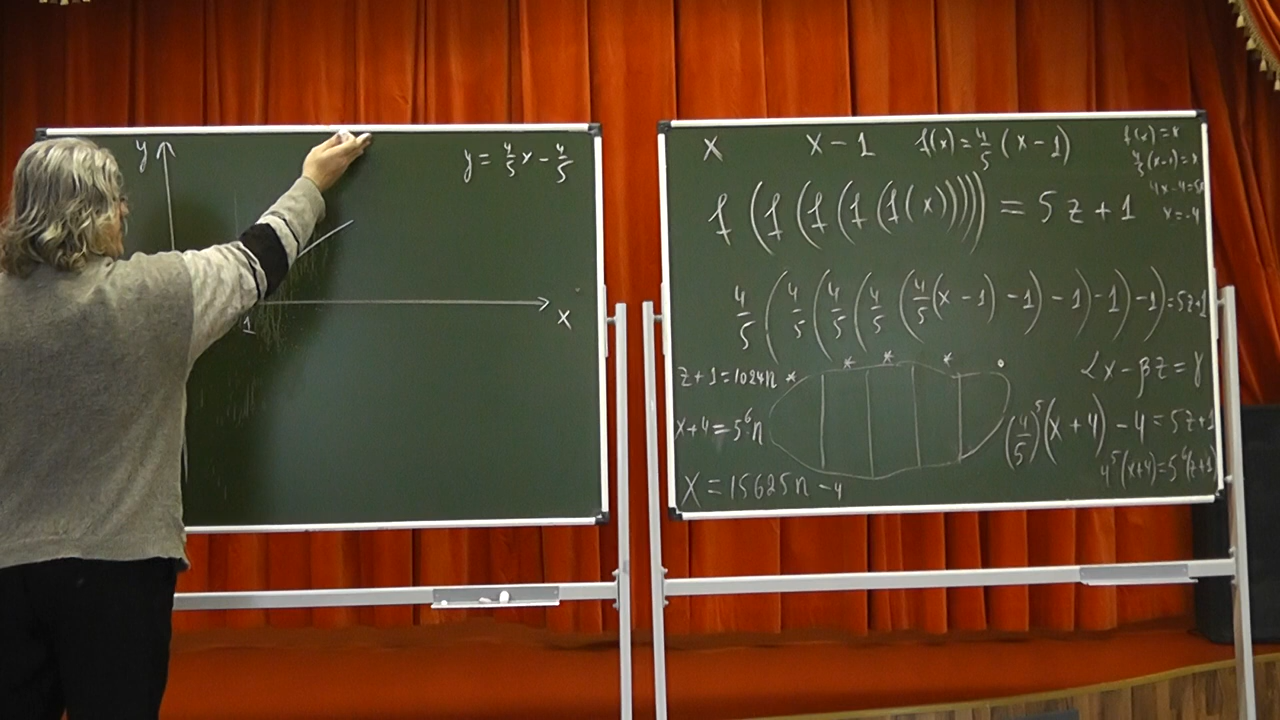 y
y = 4/5 x - 4/5
1
x
x x - 1 f(x) = 4/5 (x - 1)
f(x) = x
4/5 (x-1) = x
4x - 4 = 5x
x = -4
f(f(f(f(f(x))))) = 5z + 1
4/5(4/5(4/5(4/5(4/5(x - 1) - 1) - 1) - 1) - 1) = 5z+1
* * * * °
z + 1 = 1024n
αx - βz = γ
x + 4 = 5⁶n
(4/5)⁵(x + 4) - 4 = 5z + 1
4⁵(x+4) = 5⁶(z+1)
X = 15625n - 4